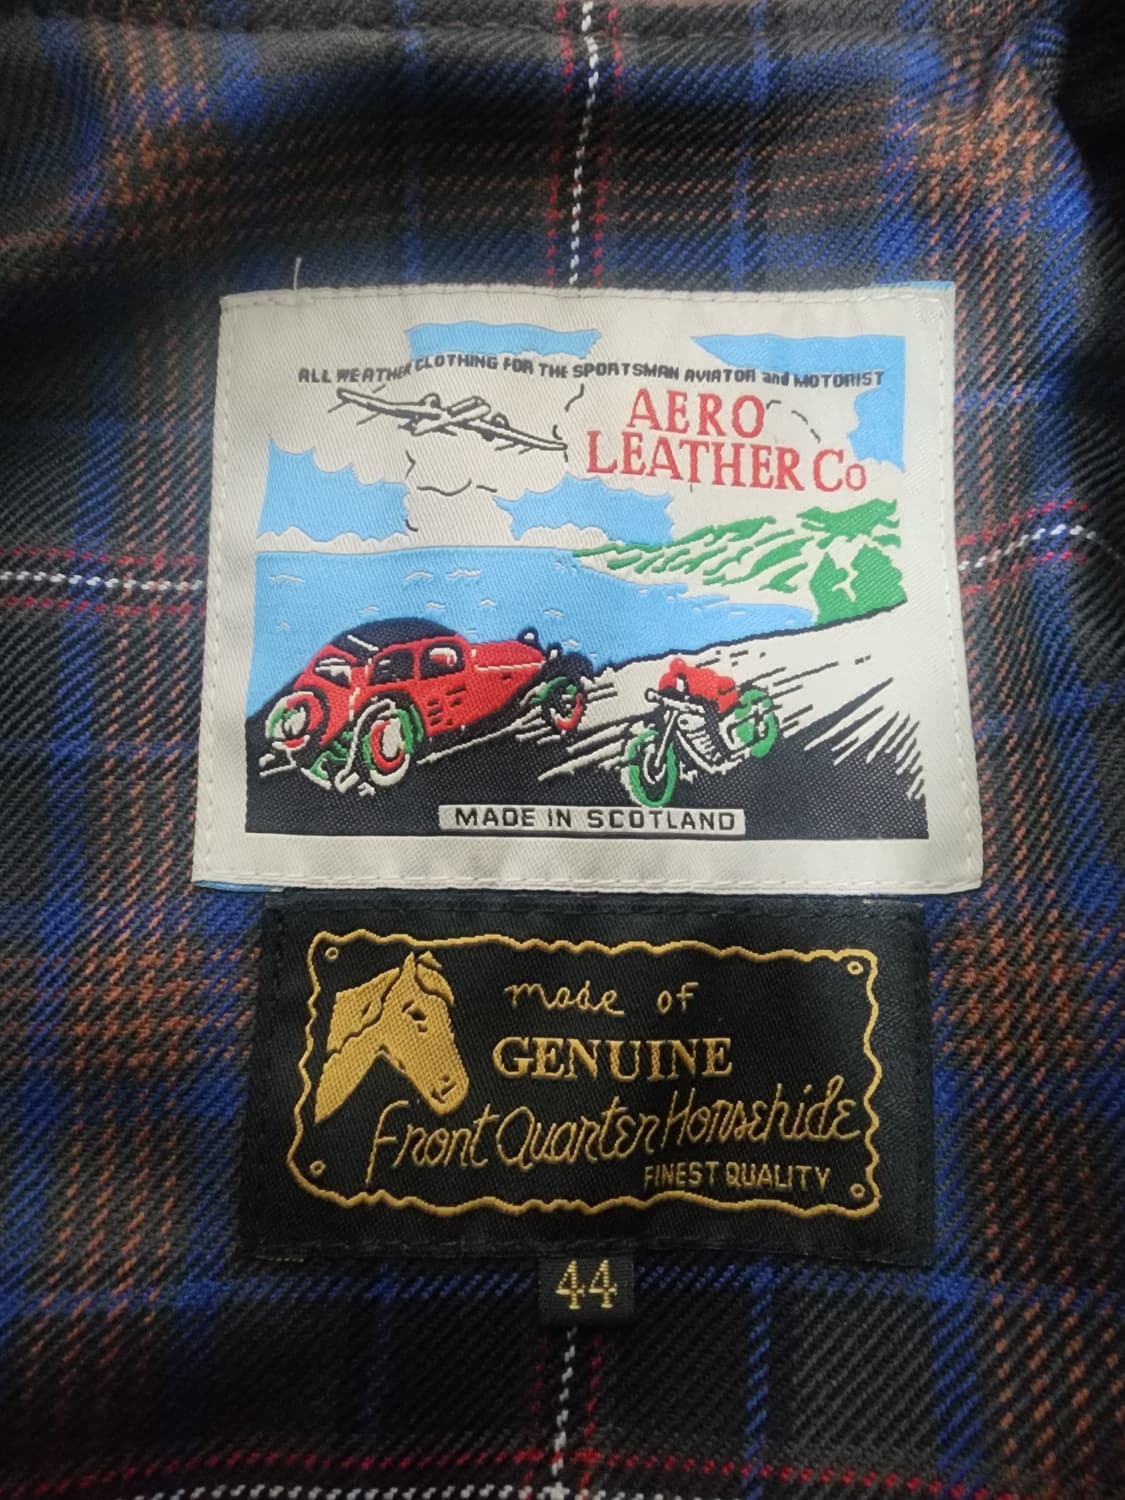 ALL WEATHER CLOTHING FOR THE SPORTSMAN AVIATOR and MOTORIST
AERO
LEATHER Co
MADE IN SCOTLAND
made of
GENUINE
Front Quarter Horsehide
FINEST QUALITY
44